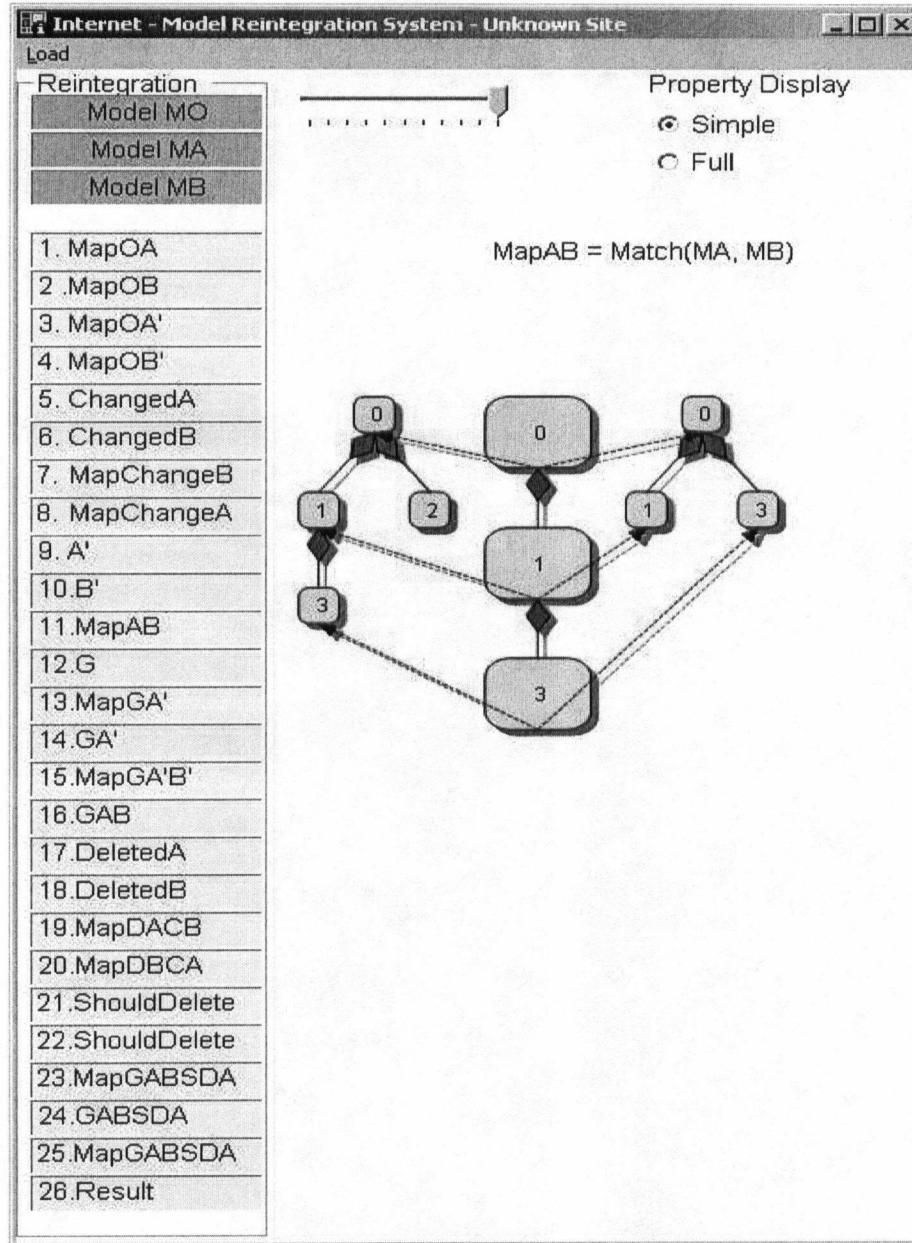 Internet - Model Reintegration System - Unknown Site
Load
Reintegration
Model MO
Model MA
Model MB
1. MapOA
2 .MapOB
3. MapOA'
4. MapOB'
5. ChangedA
6. ChangedB
7. MapChangeB
8. MapChangeA
9. A'
10.B'
11.MapAB
12.G
13.MapGA'
14.GA'
15.MapGA'B'
16.GAB
17.DeletedA
18.DeletedB
19.MapDACB
20.MapDBCA
21.ShouldDelete
22.ShouldDelete
23.MapGABSDA
24.GABSDA
25.MapGABSDA
26.Result
Property Display
Simple
Full
MapAB = Match(MA, MB)
0
1
2
3
0
1
3
0
1
3